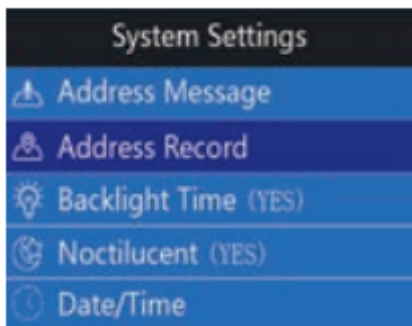 System Settings
Address Message
Address Record
Backlight Time (YES)
Noctilucent (YES)
Date/Time